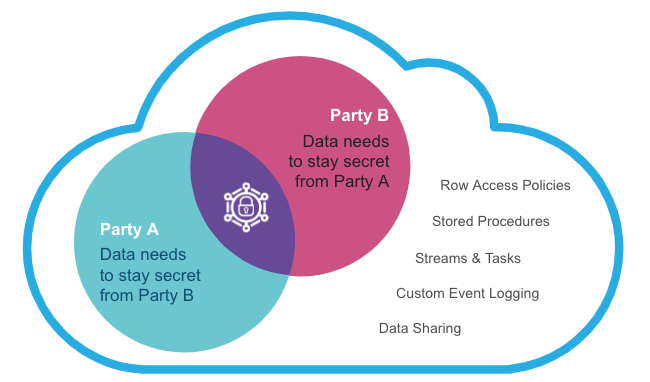 Party B
Data needs
to stay secret
from Party A
Party A
Data needs
to stay secret
from Party B
Row Access Policies
Stored Procedures
Streams & Tasks
Custom Event Logging
Data Sharing